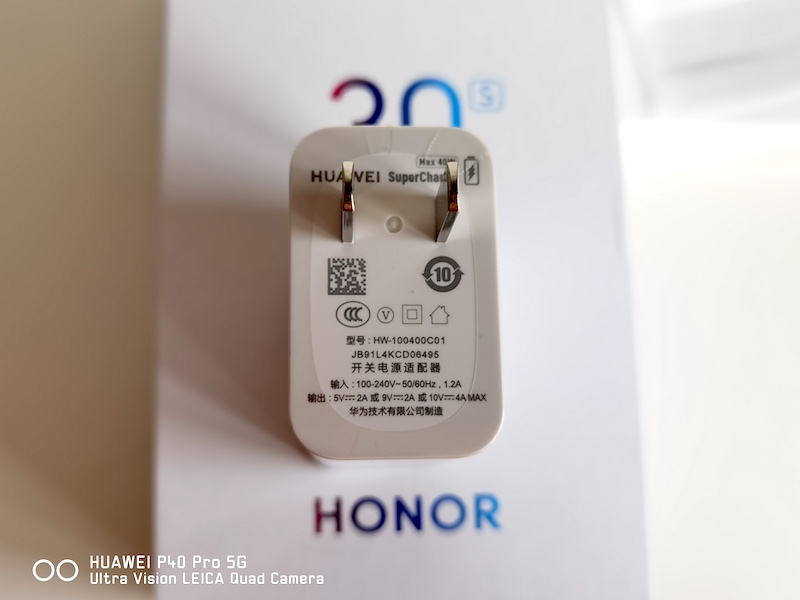 S
Max 40W
HUAWEI SuperCharge
10
CCC
V
型号 : HW-100400C01
JB91L4KCD06495
开关电源适配器
输入 : 100-240V~50/60Hz , 1.2A
输出 : 5V⎓2A 或 9V⎓2A 或 10V⎓4A MAX
华为技术有限公司制造
HONOR
HUAWEI P40 Pro 5G
Ultra Vision LEICA Quad Camera